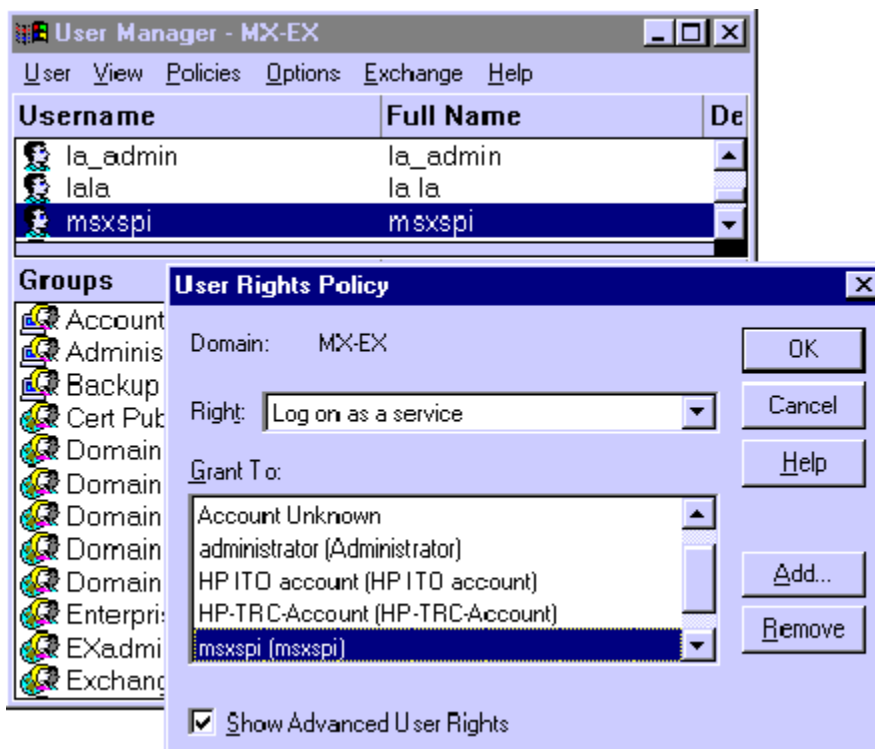 User Manager - MX-EX
User View Policies Options Exchange Help
Username Full Name De
la_admin la_admin
lala la la
msxspi msxspi
Groups
Account
Adminis
Backup
Cert Pub
Domain
Domain
Domain
Domain
Domain
Enterpri
EXadmi
Exchang
User Rights Policy
Domain: MX-EX
Right: Log on as a service
Grant To:
Account Unknown
administrator (Administrator)
HP ITO account (HP ITO account)
HP-TRC-Account (HP-TRC-Account)
msxspi (msxspi)
Show Advanced User Rights
OK
Cancel
Help
Add...
Remove